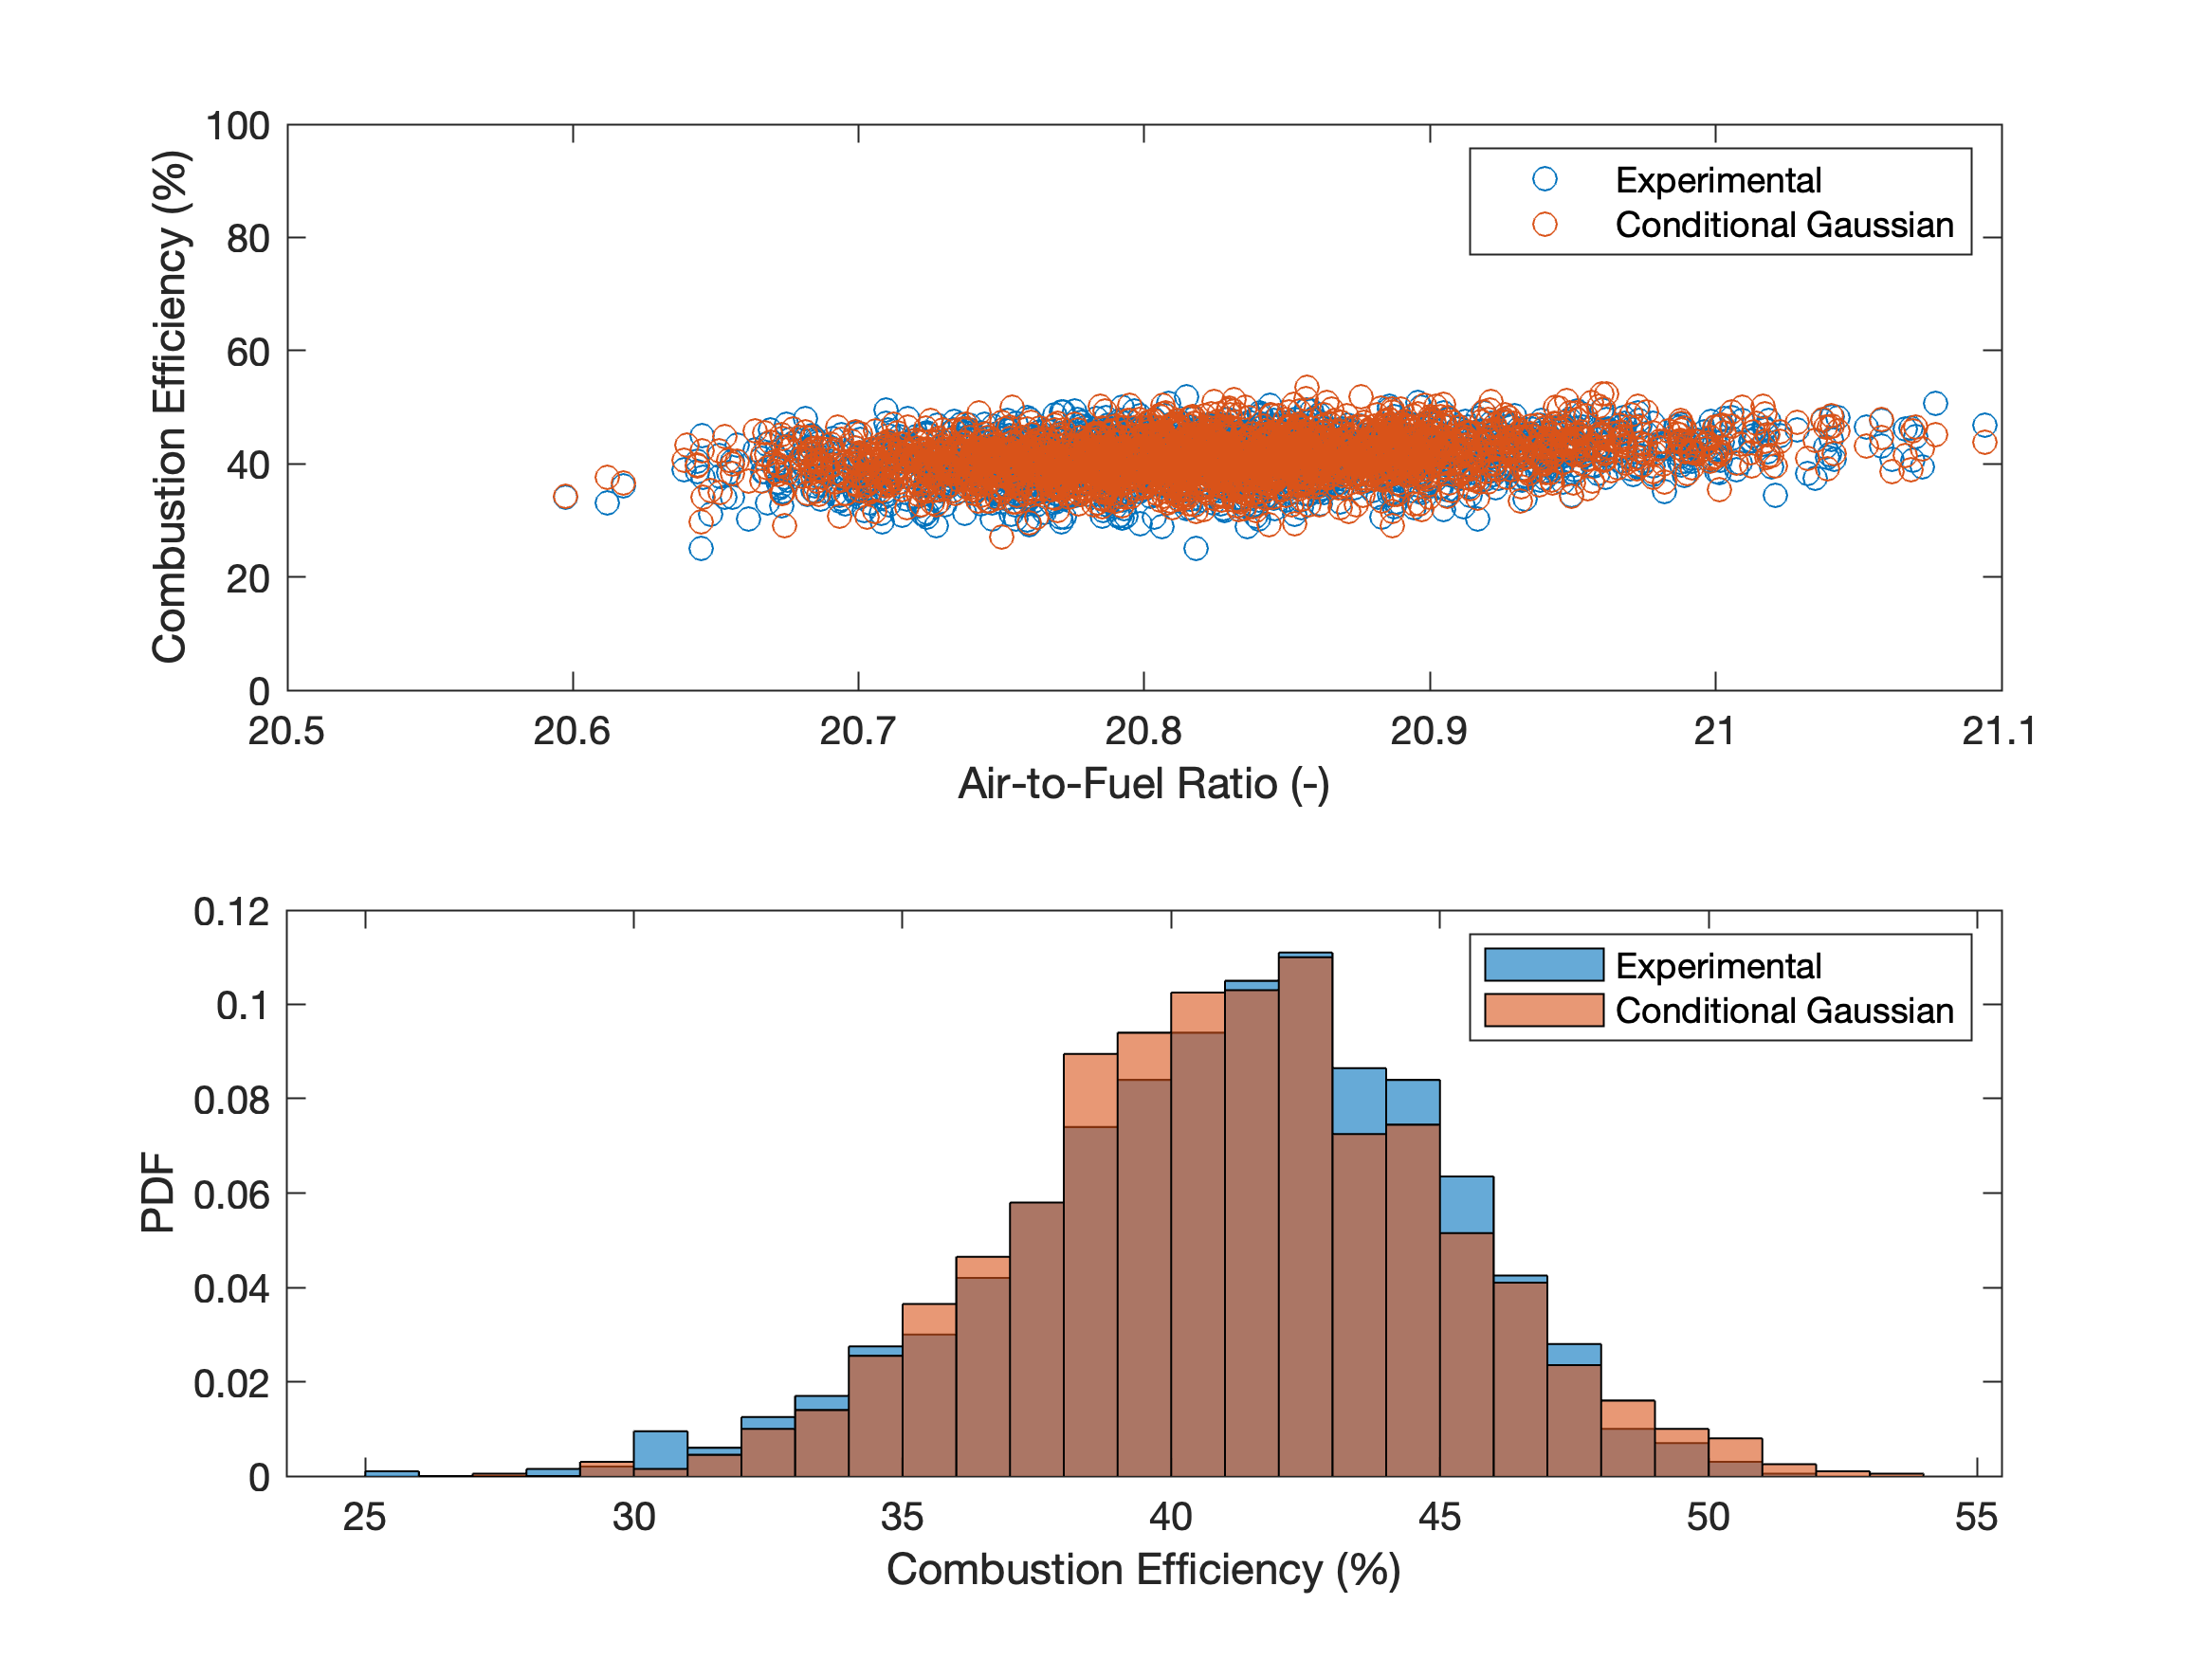 100
80
60
40
20
0
Combustion Efficiency (%)
Experimental
Conditional Gaussian
20.5 20.6 20.7 20.8 20.9 21 21.1
Air-to-Fuel Ratio (-)
0.12
0.1
0.08
0.06
0.04
0.02
0
PDF
Experimental
Conditional Gaussian
25 30 35 40 45 50 55
Combustion Efficiency (%)